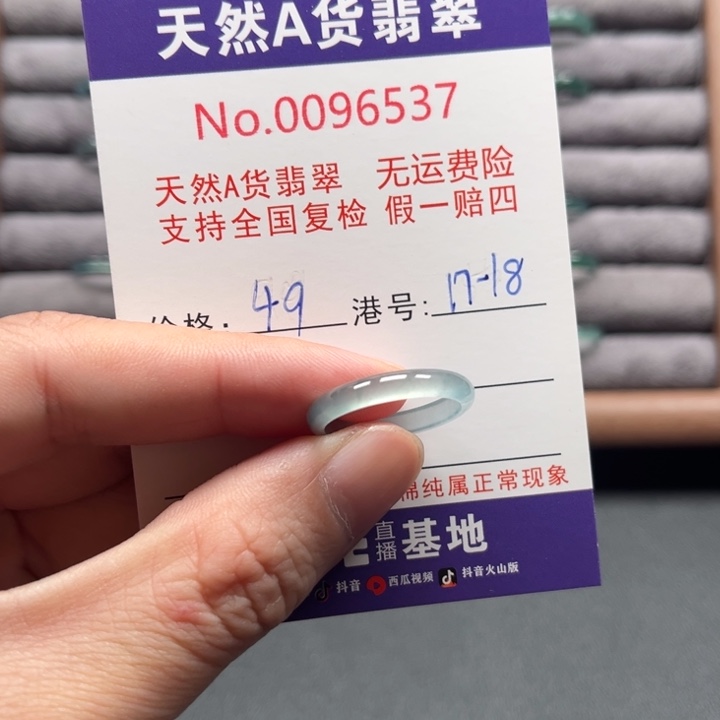 天然A货翡翠
No.0096537
天然A货翡翠 无运费险
支持全国复检 假一赔四
价格: 49 港号: 17-18
棉纯属正常现象
直播基地
抖音 西瓜视频 抖音火山版